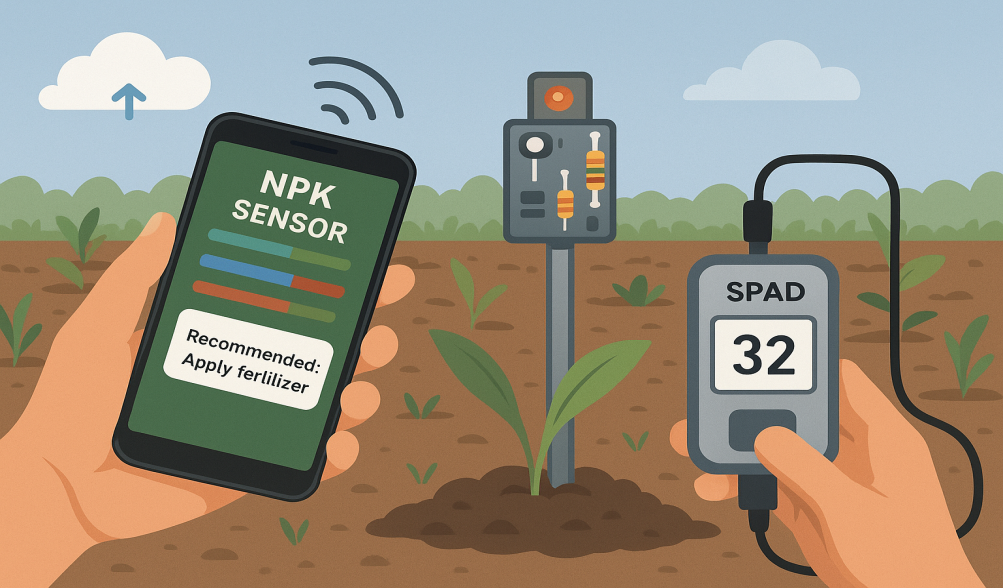 NPK
SENSOR
Recommended:
Apply ferlilizer
SPAD
32